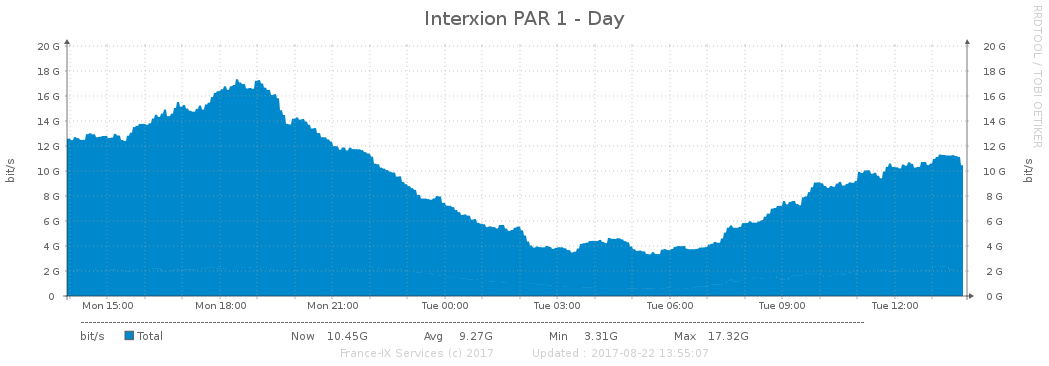 Interxion PAR 1 - Day
RRDTOOL / TOBI OETIKER
20 G 20 G
18 G 18 G
16 G 16 G
14 G 14 G
12 G 12 G
10 G 10 G
8 G 8 G
6 G 6 G
4 G 4 G
2 G 2 G
0 0 G
bit/s bit/s
Mon 15:00 Mon 18:00 Mon 21:00 Tue 00:00 Tue 03:00 Tue 06:00 Tue 09:00 Tue 12:00
bit/s Total Now 10.45G Avg 9.27G Min 3.31G Max 17.32G
France-IX Services (c) 2017 Updated : 2017-08-22 13:55:07